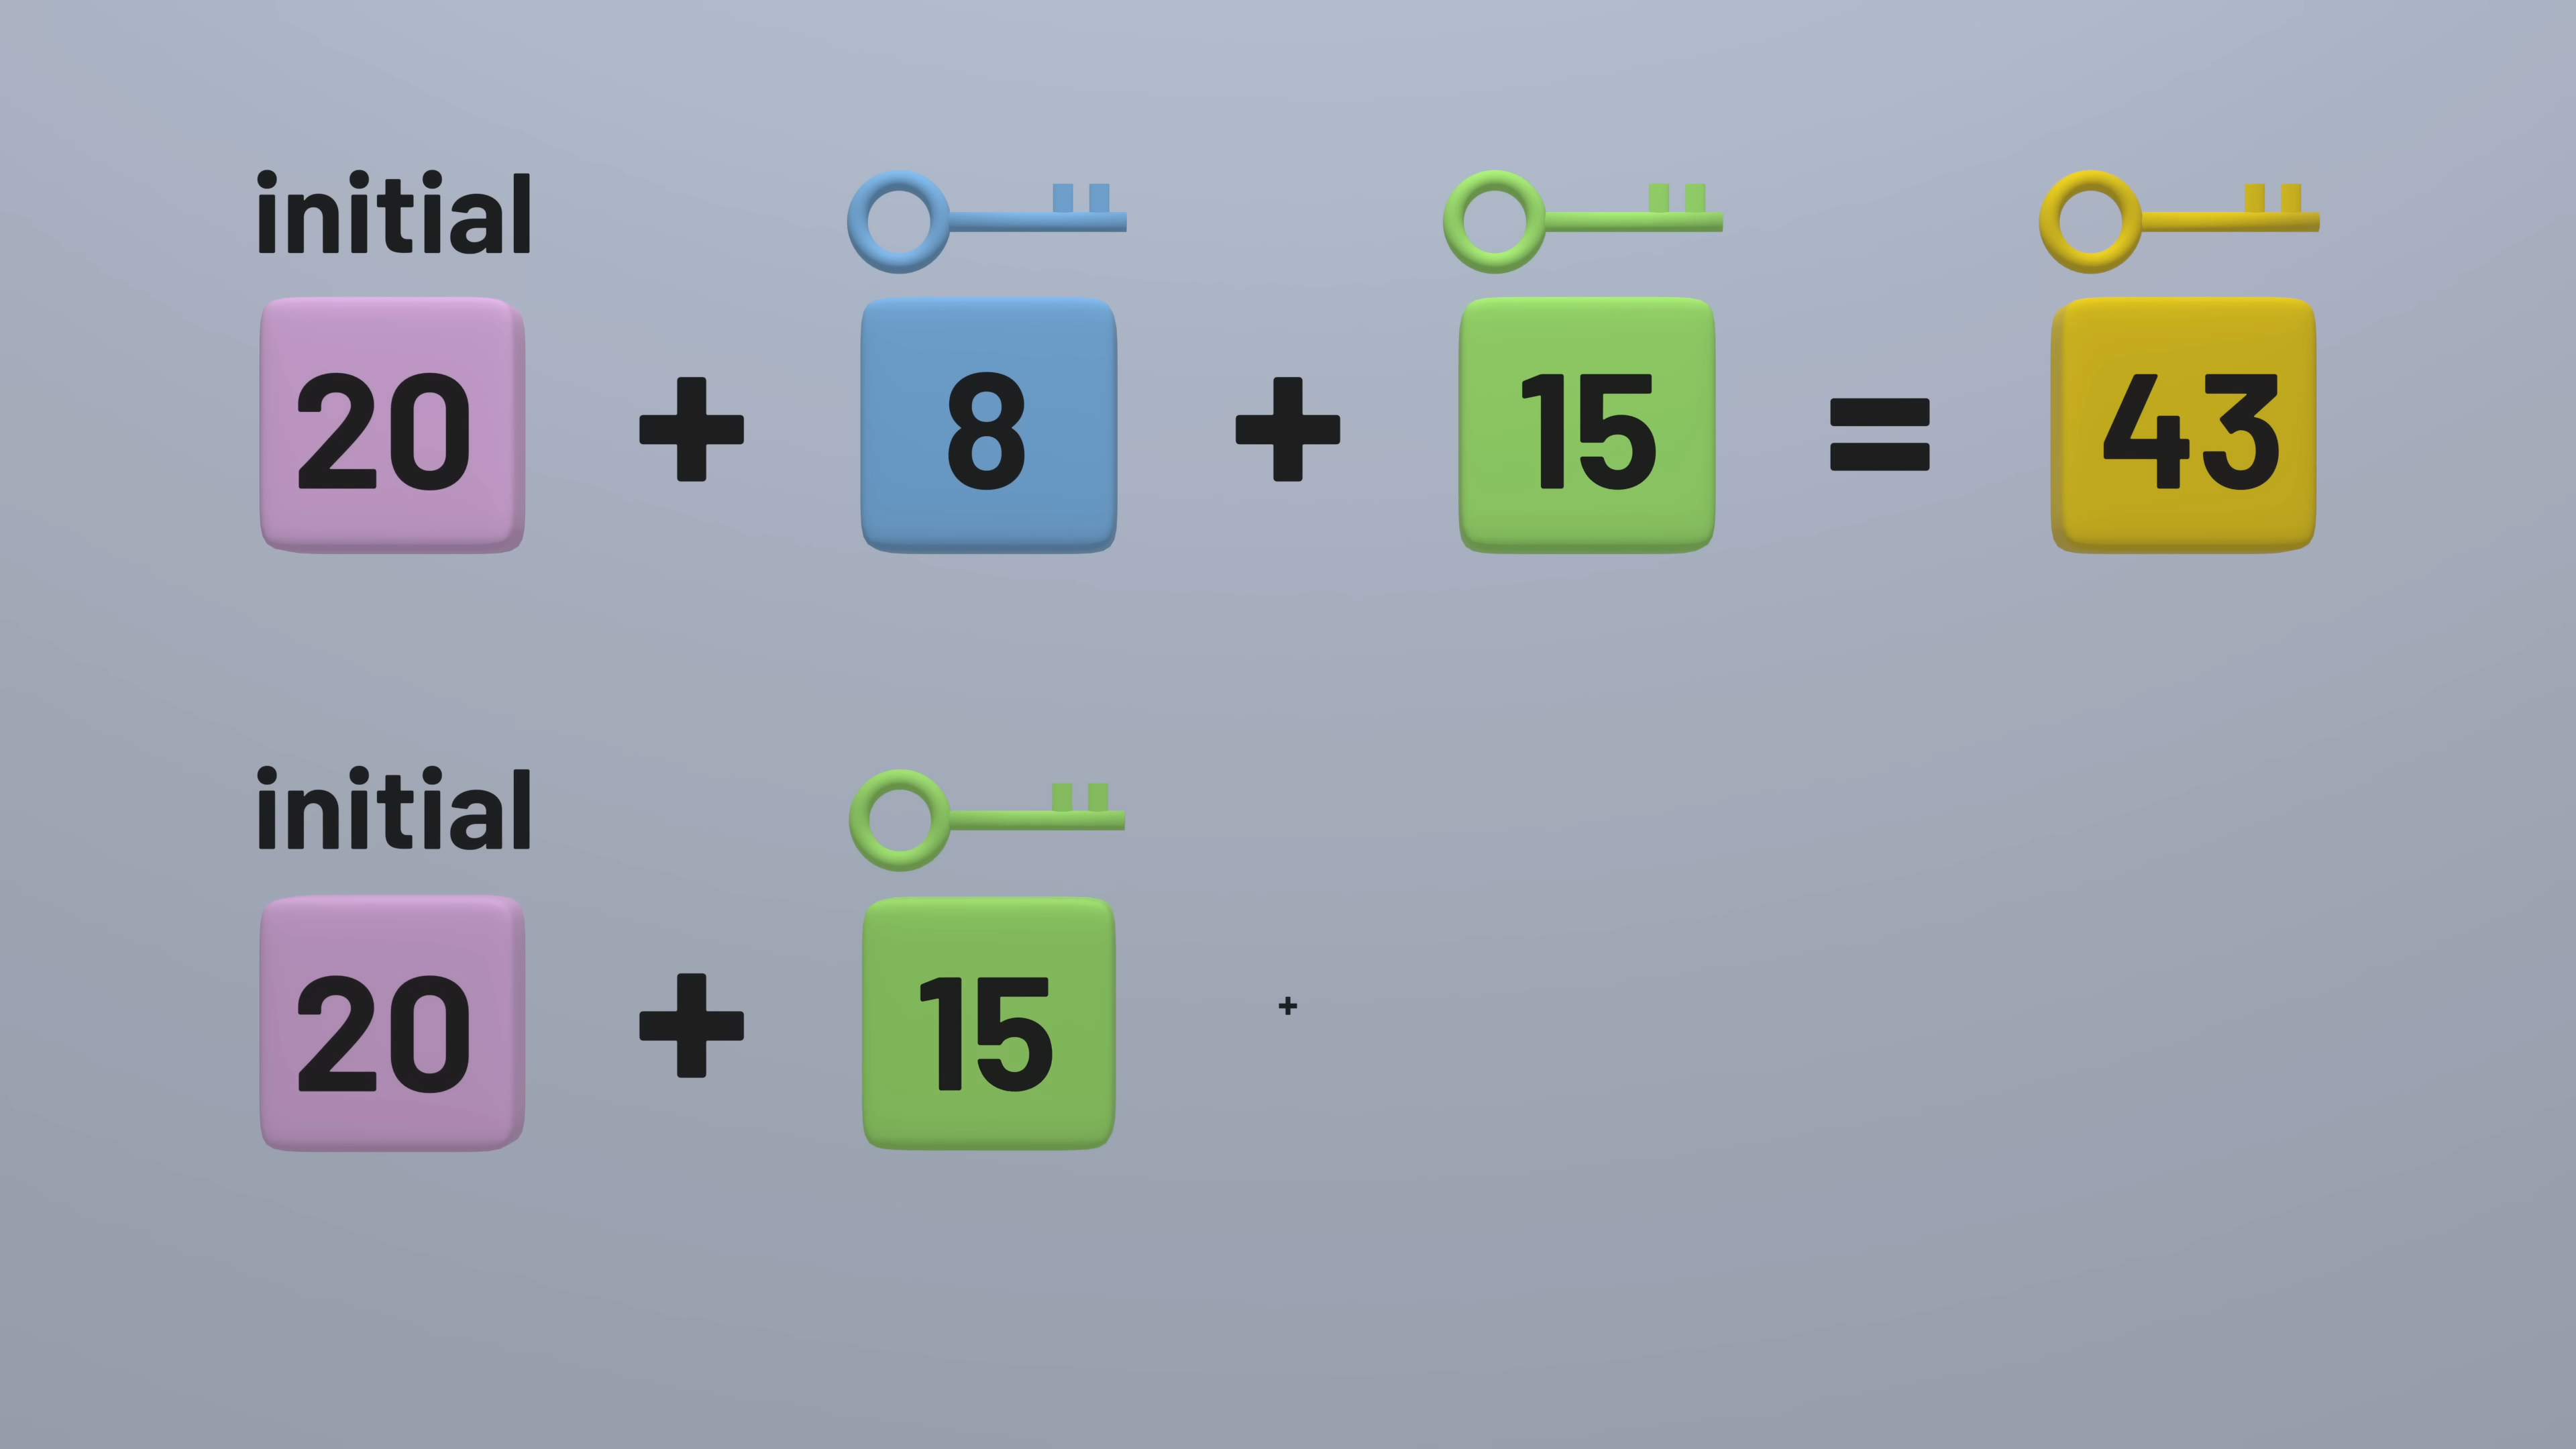 initial
20 + 8 + 15 = 43
initial
20 + 15 +